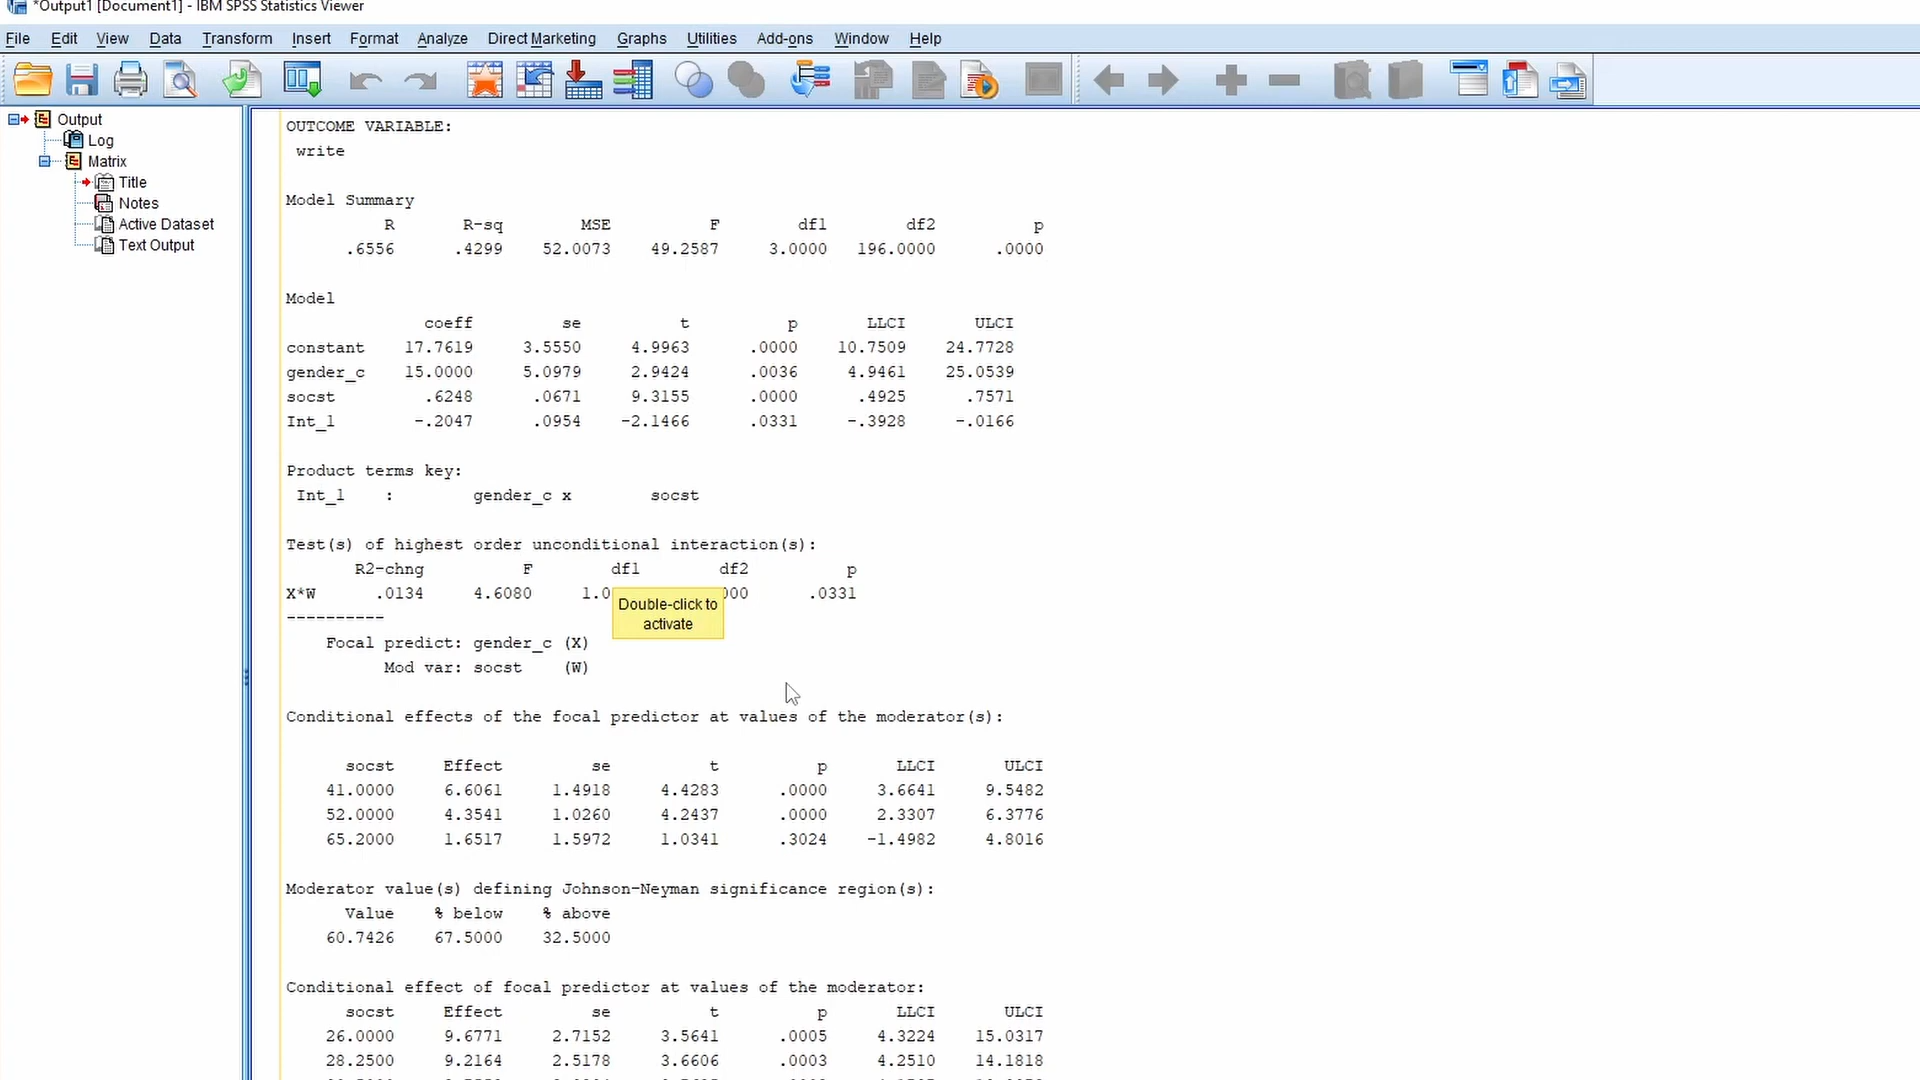 *Output1 [Document1] - IBM SPSS Statistics Viewer
File Edit View Data Transform Insert Format Analyze Direct Marketing Graphs Utilities Add-ons Window Help
Output
Log
Matrix
Title
Notes
Active Dataset
Text Output
OUTCOME VARIABLE:
write
Model Summary
R R-sq MSE F df1 df2 p
.6556 .4299 52.0073 49.2587 3.0000 196.0000 .0000
Model
coeff se t p LLCI ULCI
constant 17.7619 3.5550 4.9963 .0000 10.7509 24.7728
gender_c 15.0000 5.0979 2.9424 .0036 4.9461 25.0539
socst .6248 .0671 9.3155 .0000 .4925 .7571
Int_1 -.2047 .0954 -2.1466 .0331 -.3928 -.0166
Product terms key:
Int_1 : gender_c x socst
Test(s) of highest order unconditional interaction(s):
R2-chng F df1 df2 p
X*W .0134 4.6080 1.0 000 .0331
----------
Double-click to
activate
Focal predict: gender_c (X)
Mod var: socst (W)
Conditional effects of the focal predictor at values of the moderator(s):
socst Effect se t p LLCI ULCI
41.0000 6.6061 1.4918 4.4283 .0000 3.6641 9.5482
52.0000 4.3541 1.0260 4.2437 .0000 2.3307 6.3776
65.2000 1.6517 1.5972 1.0341 .3024 -1.4982 4.8016
Moderator value(s) defining Johnson-Neyman significance region(s):
Value % below % above
60.7426 67.5000 32.5000
Conditional effect of focal predictor at values of the moderator:
socst Effect se t p LLCI ULCI
26.0000 9.6771 2.7152 3.5641 .0005 4.3224 15.0317
28.2500 9.2164 2.5178 3.6606 .0003 4.2510 14.1818